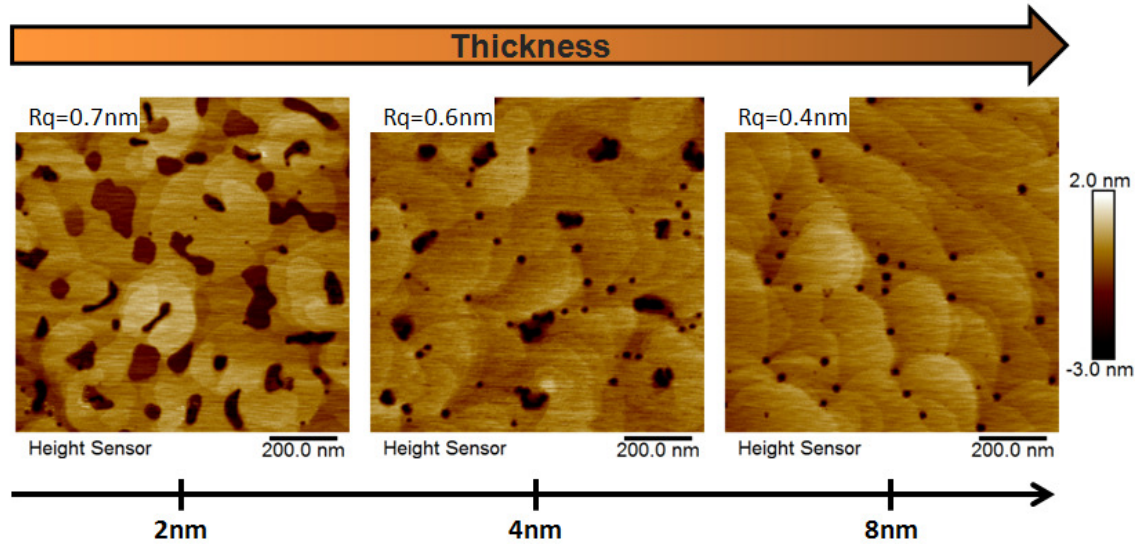 Thickness
Rq=0.7nm
Rq=0.6nm
Rq=0.4nm
2.0 nm
-3.0 nm
Height Sensor
200.0 nm
Height Sensor
200.0 nm
Height Sensor
200.0 nm
2nm
4nm
8nm